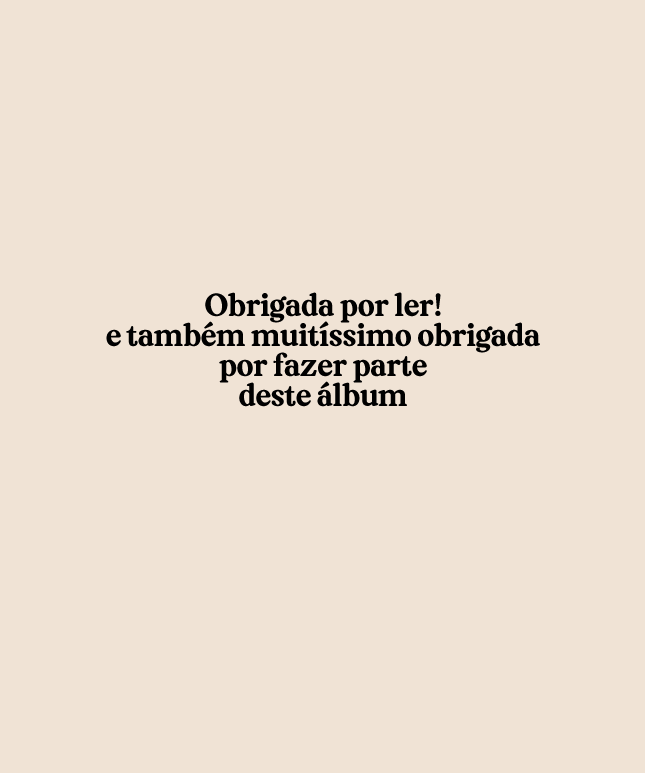 Obrigada por ler!
e também muitíssimo obrigada
por fazer parte
deste álbum